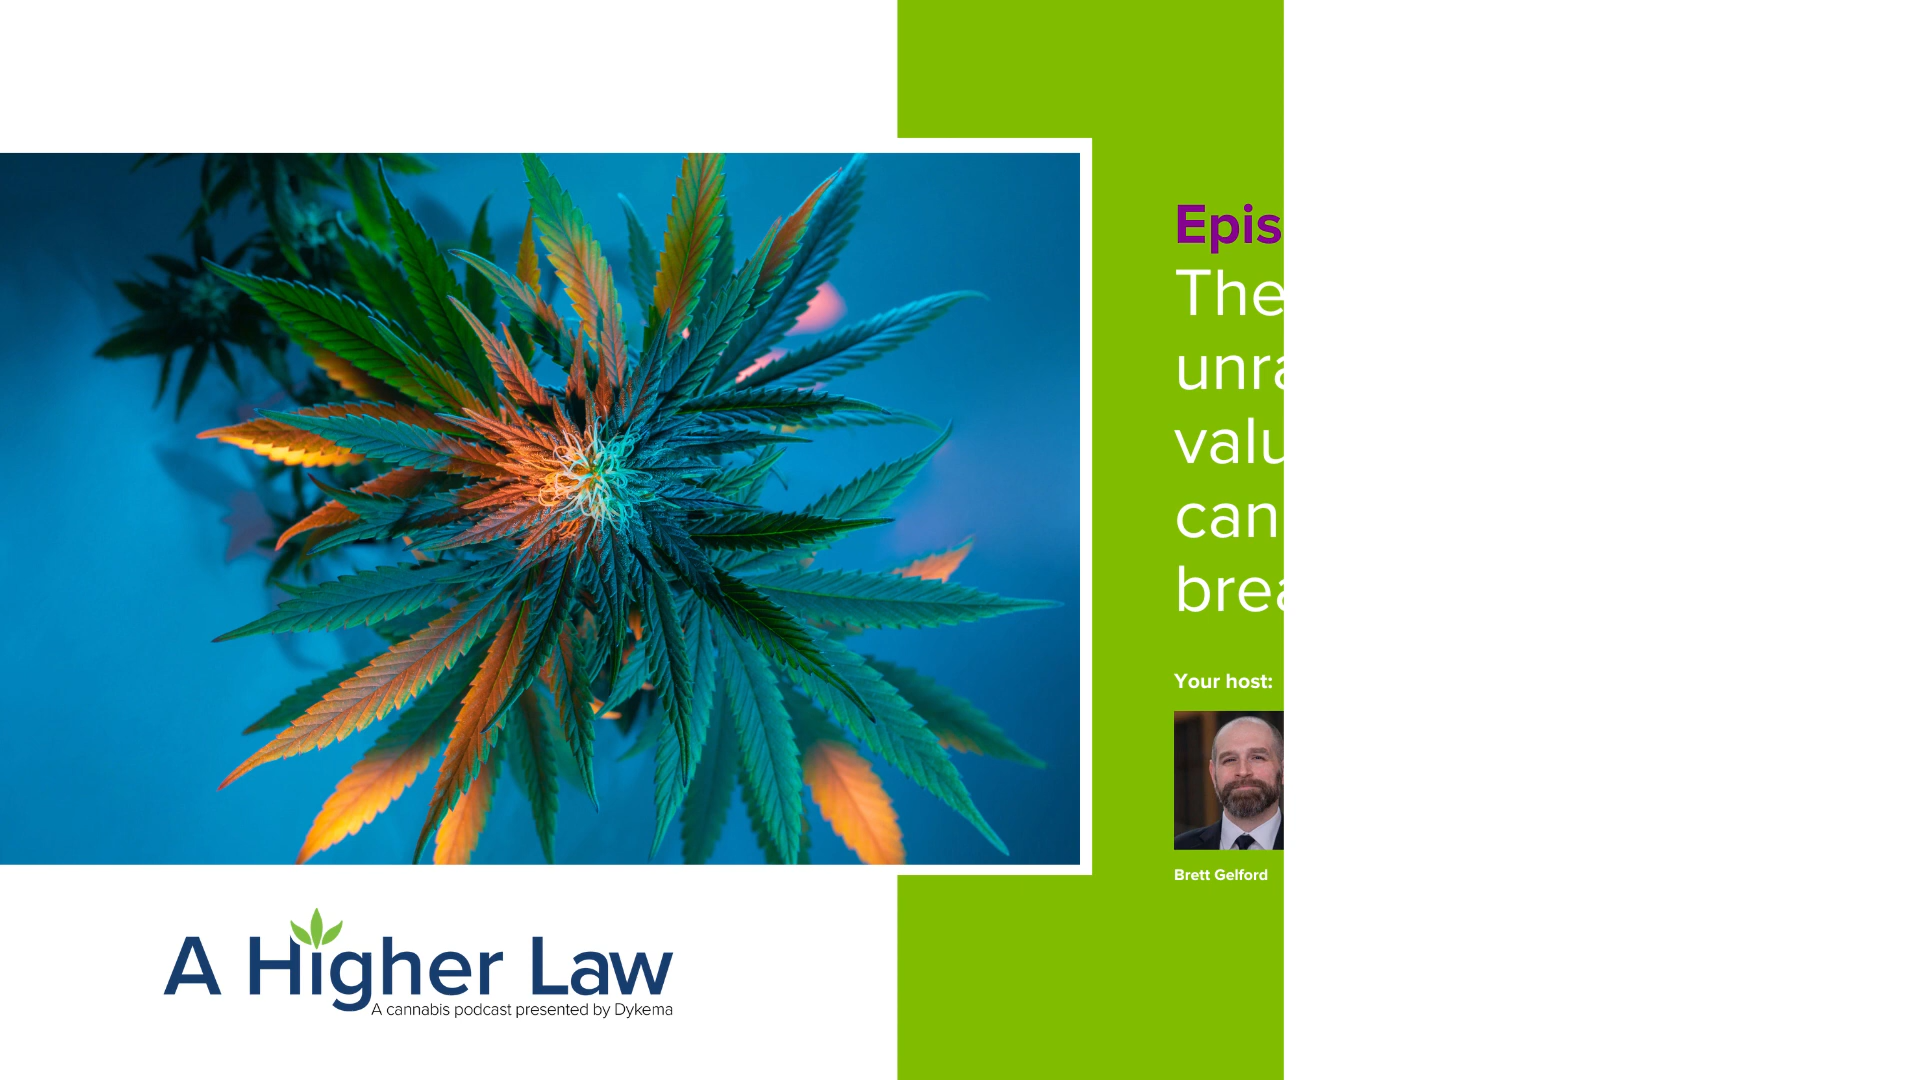 Epis
The
unra
valu
can
brea
Your host:
Brett Gelford
A Higher Law
A cannabis podcast presented by Dykema